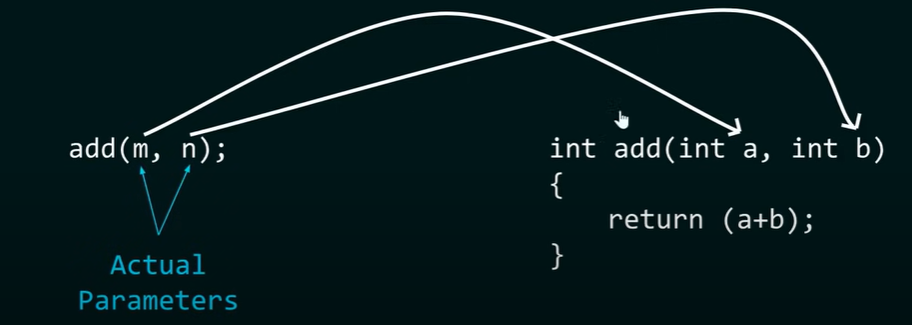 add(m, n);
Actual
Parameters
int add(int a, int b)
{
return (a+b);
}